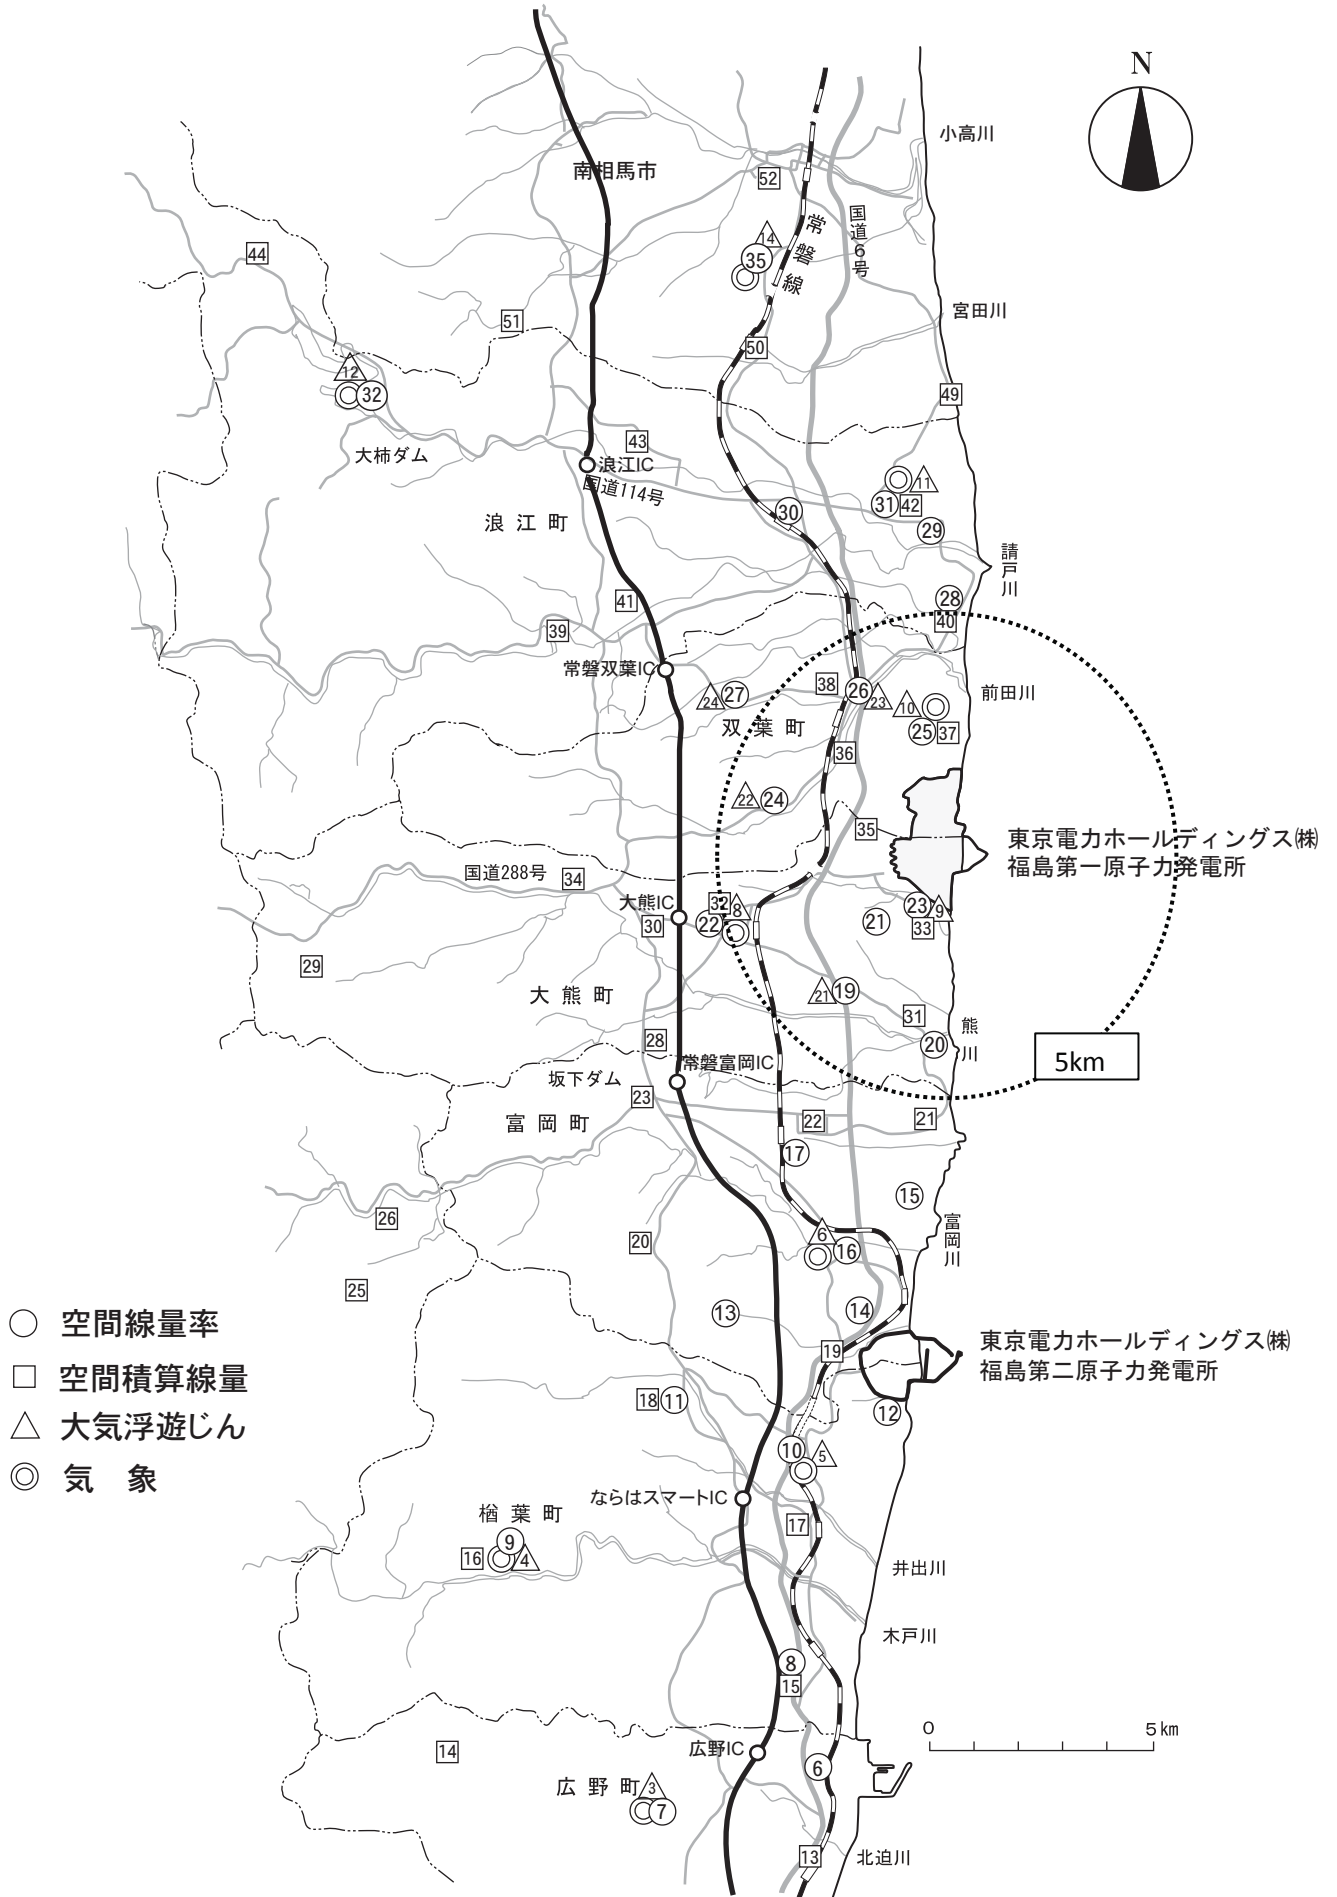 N
小高川
南相馬市
52
国道6号
常磐線
14
35
44
宮田川
51
50
12
32
49
43
大柿ダム
浪江IC
国道114号
11
31
42
30
浪江町
29
請戸川
28
41
40
39
常磐双葉IC
38
26
23
24
27
10
前田川
双葉町
25
37
36
22
24
35
東京電力ホールディングス㈱
福島第一原子力発電所
国道288号
34
大熊IC
32
8
23
9
30
22
21
33
29
大熊町
21
19
31
熊川
28
20
5km
常磐富岡IC
坂下ダム
23
22
21
富岡町
17
15
26
富岡川
6
20
16
25
13
14
○ 空間線量率
19
東京電力ホールディングス㈱
福島第二原子力発電所
□ 空間積算線量
18
11
12
△ 大気浮遊じん
10
5
◎ 気 象
ならはスマートIC
楢葉町
17
9
16
4
井出川
木戸川
8
15
0
5km
広野IC
14
6
広野町
3
7
13
北迫川